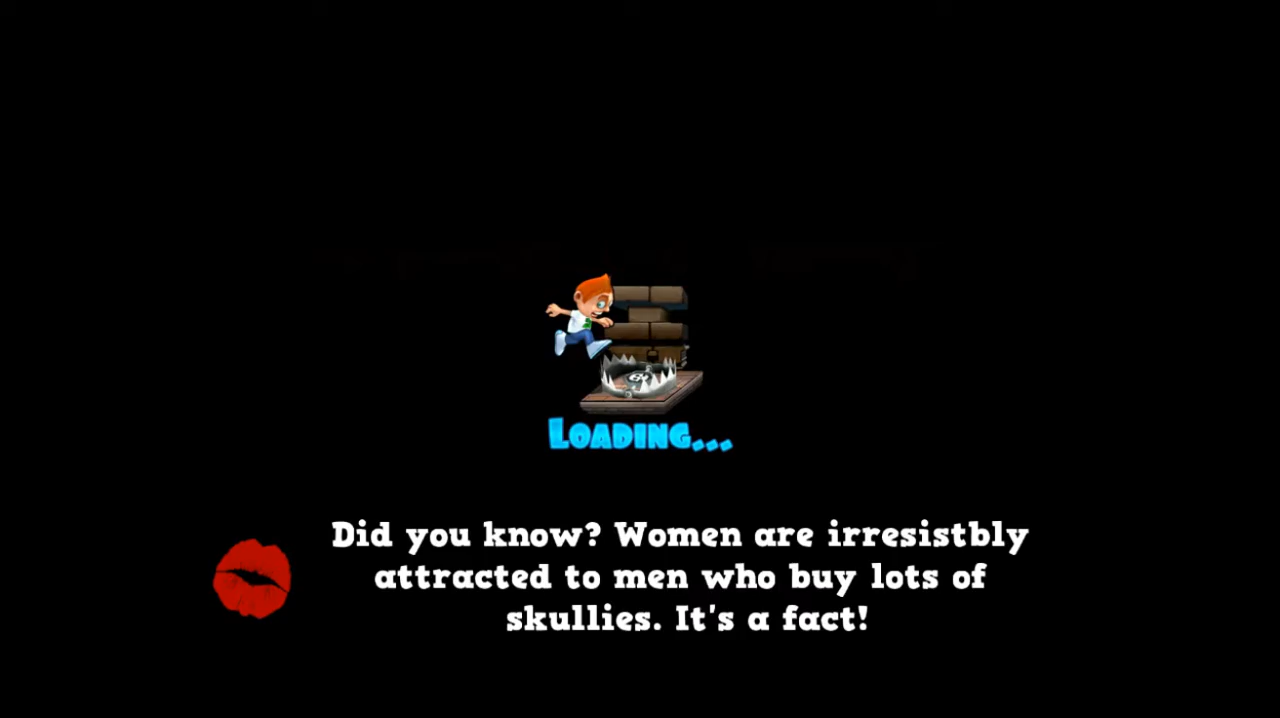 Loading...
Did you know? Women are irresistbly
attracted to men who buy lots of
skullies. It's a fact!